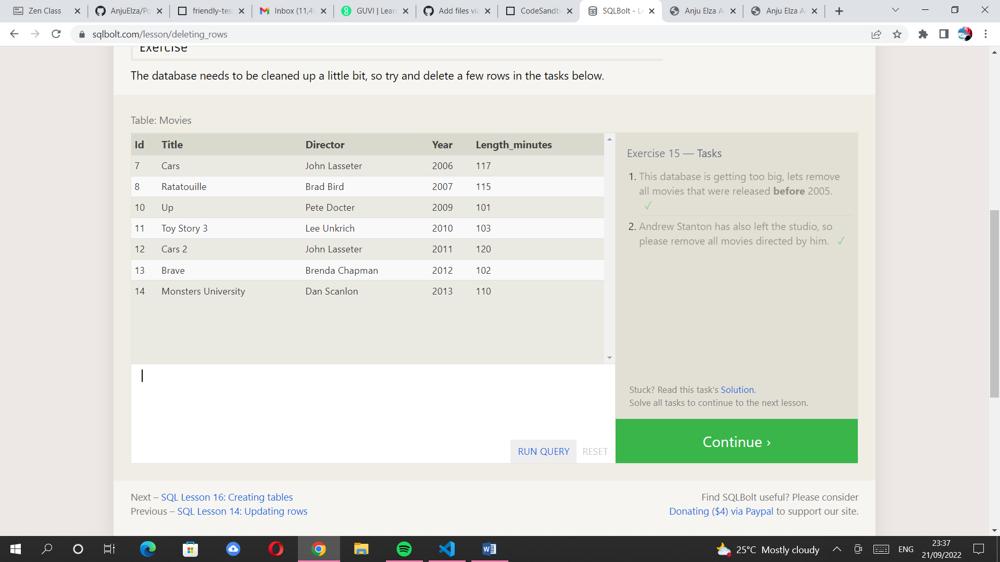 Zen Class
AnjuElza/Po
friendly-tes
Inbox (11,49
GUVI | Lear
Add files via
CodeSandb
SQLBolt - Le
Anju Elza A
Anju Elza A
sqlbolt.com/lesson/deleting_rows
Exercise
The database needs to be cleaned up a little bit, so try and delete a few rows in the tasks below.
Table: Movies
Id Title Director Year Length_minutes
7 Cars John Lasseter 2006 117
8 Ratatouille Brad Bird 2007 115
10 Up Pete Docter 2009 101
11 Toy Story 3 Lee Unkrich 2010 103
12 Cars 2 John Lasseter 2011 120
13 Brave Brenda Chapman 2012 102
14 Monsters University Dan Scanlon 2013 110
Exercise 15 — Tasks
1. This database is getting too big, lets remove
all movies that were released before 2005.
✓
2. Andrew Stanton has also left the studio, so
please remove all movies directed by him. ✓
Stuck? Read this task's Solution.
Solve all tasks to continue to the next lesson.
RUN QUERY RESET
Continue ›
Next – SQL Lesson 16: Creating tables
Previous – SQL Lesson 14: Updating rows
Find SQLBolt useful? Please consider
Donating ($4) via Paypal to support our site.
25°C Mostly cloudy
ENG
23:37
21/09/2022